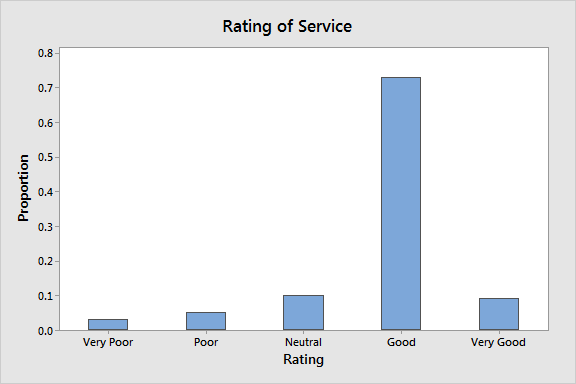 Rating of Service
0.8
0.7
0.6
0.5
0.4
0.3
0.2
0.1
0.0
Proportion
Very Poor Poor Neutral Good Very Good
Rating